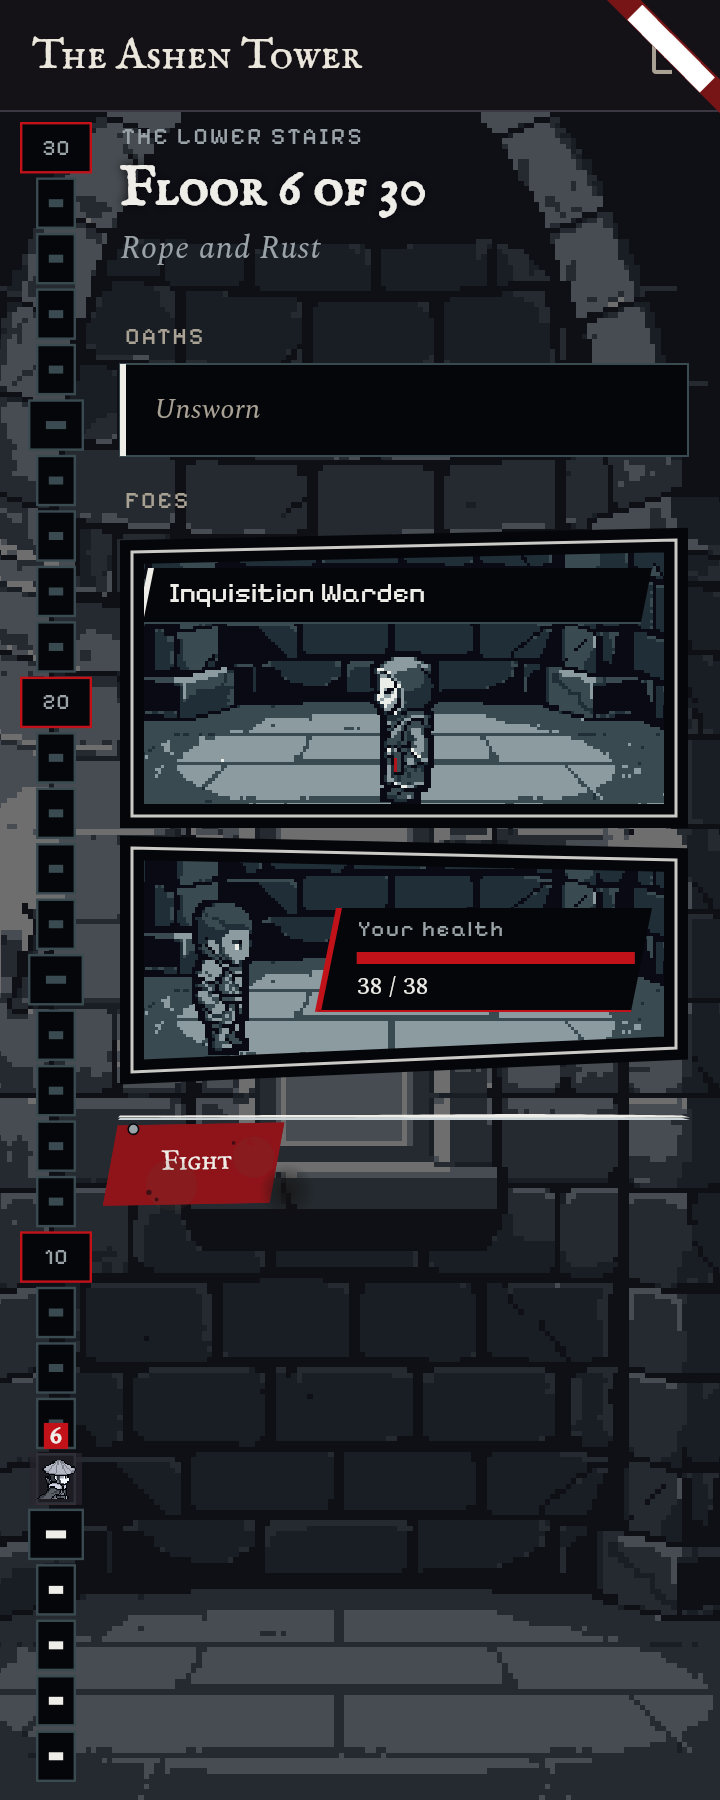 The Ashen Tower
30
THE LOWER STAIRS
Floor 6 of 30
Rope and Rust
OATHS
Unsworn
FOES
Inquisition Warden
20
Your health
38 / 38
Fight
10
6